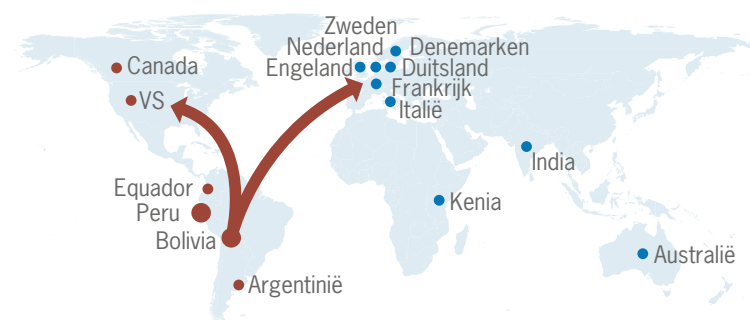 Zweden
Nederland Denemarken
Canada Engeland Duitsland
VS Frankrijk
Italië
India
Equador
Peru Kenia
Bolivia
Australië
Argentinië